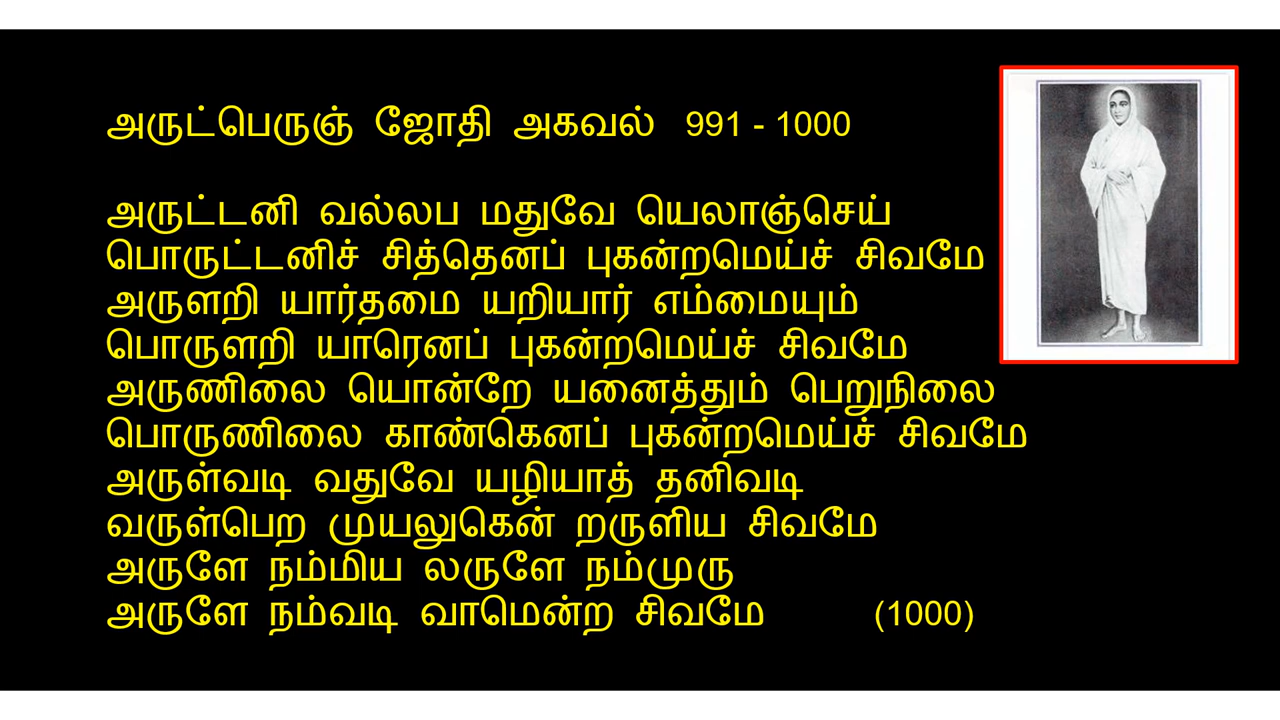 அருட்பெருஞ் ஜோதி அகவல் 991 - 1000
அருட்டனி வல்லப மதுவே யெலாஞ்செய்
பொருட்டனிச் சித்தெனப் புகன்றமெய்ச் சிவமே
அருளறி யார்தமை யறியார் எம்மையும்
பொருளறி யாரெனப் புகன்றமெய்ச் சிவமே
அருணிலை யொன்றே யனைத்தும் பெறுநிலை
பொருணிலை காண்கெனப் புகன்றமெய்ச் சிவமே
அருள்வடி வதுவே யழியாத் தனிவடி
வருள்பெற முயலுகென் றருளிய சிவமே
அருளே நம்மிய லருளே நம்முரு
அருளே நம்வடி வாமென்ற சிவமே (1000)